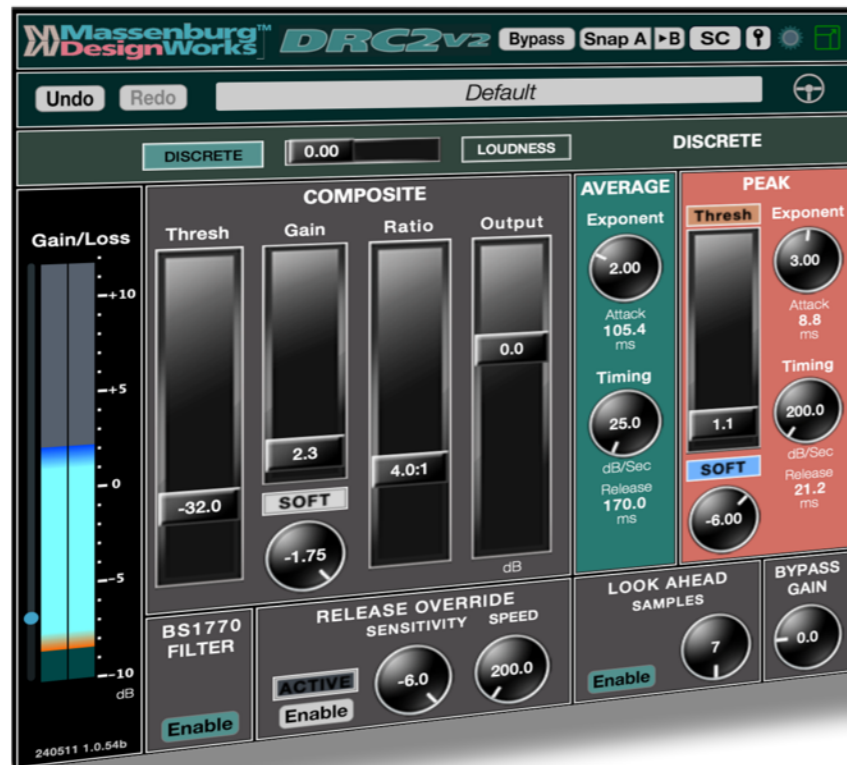 Massenburg™
DesignWorks
DRC2v2
Bypass
Snap A
►B
SC
Undo
Redo
Default
DISCRETE
0.00
LOUDNESS
DISCRETE
Gain/Loss
+10
+5
0
-5
-10
dB
240511 1.0.54b
COMPOSITE
Thresh
Gain
Ratio
Output
-32.0
2.3
SOFT
-1.75
4.0:1
0.0
dB
AVERAGE
Exponent
2.00
Attack
105.4
ms
Timing
25.0
dB/Sec
Release
170.0
ms
PEAK
Thresh
1.1
SOFT
-6.00
Exponent
3.00
Attack
8.8
ms
Timing
200.0
dB/Sec
Release
21.2
ms
BS1770
FILTER
Enable
RELEASE OVERRIDE
SENSITIVITY
SPEED
ACTIVE
Enable
-6.0
200.0
LOOK AHEAD
SAMPLES
Enable
7
BYPASS
GAIN
0.0